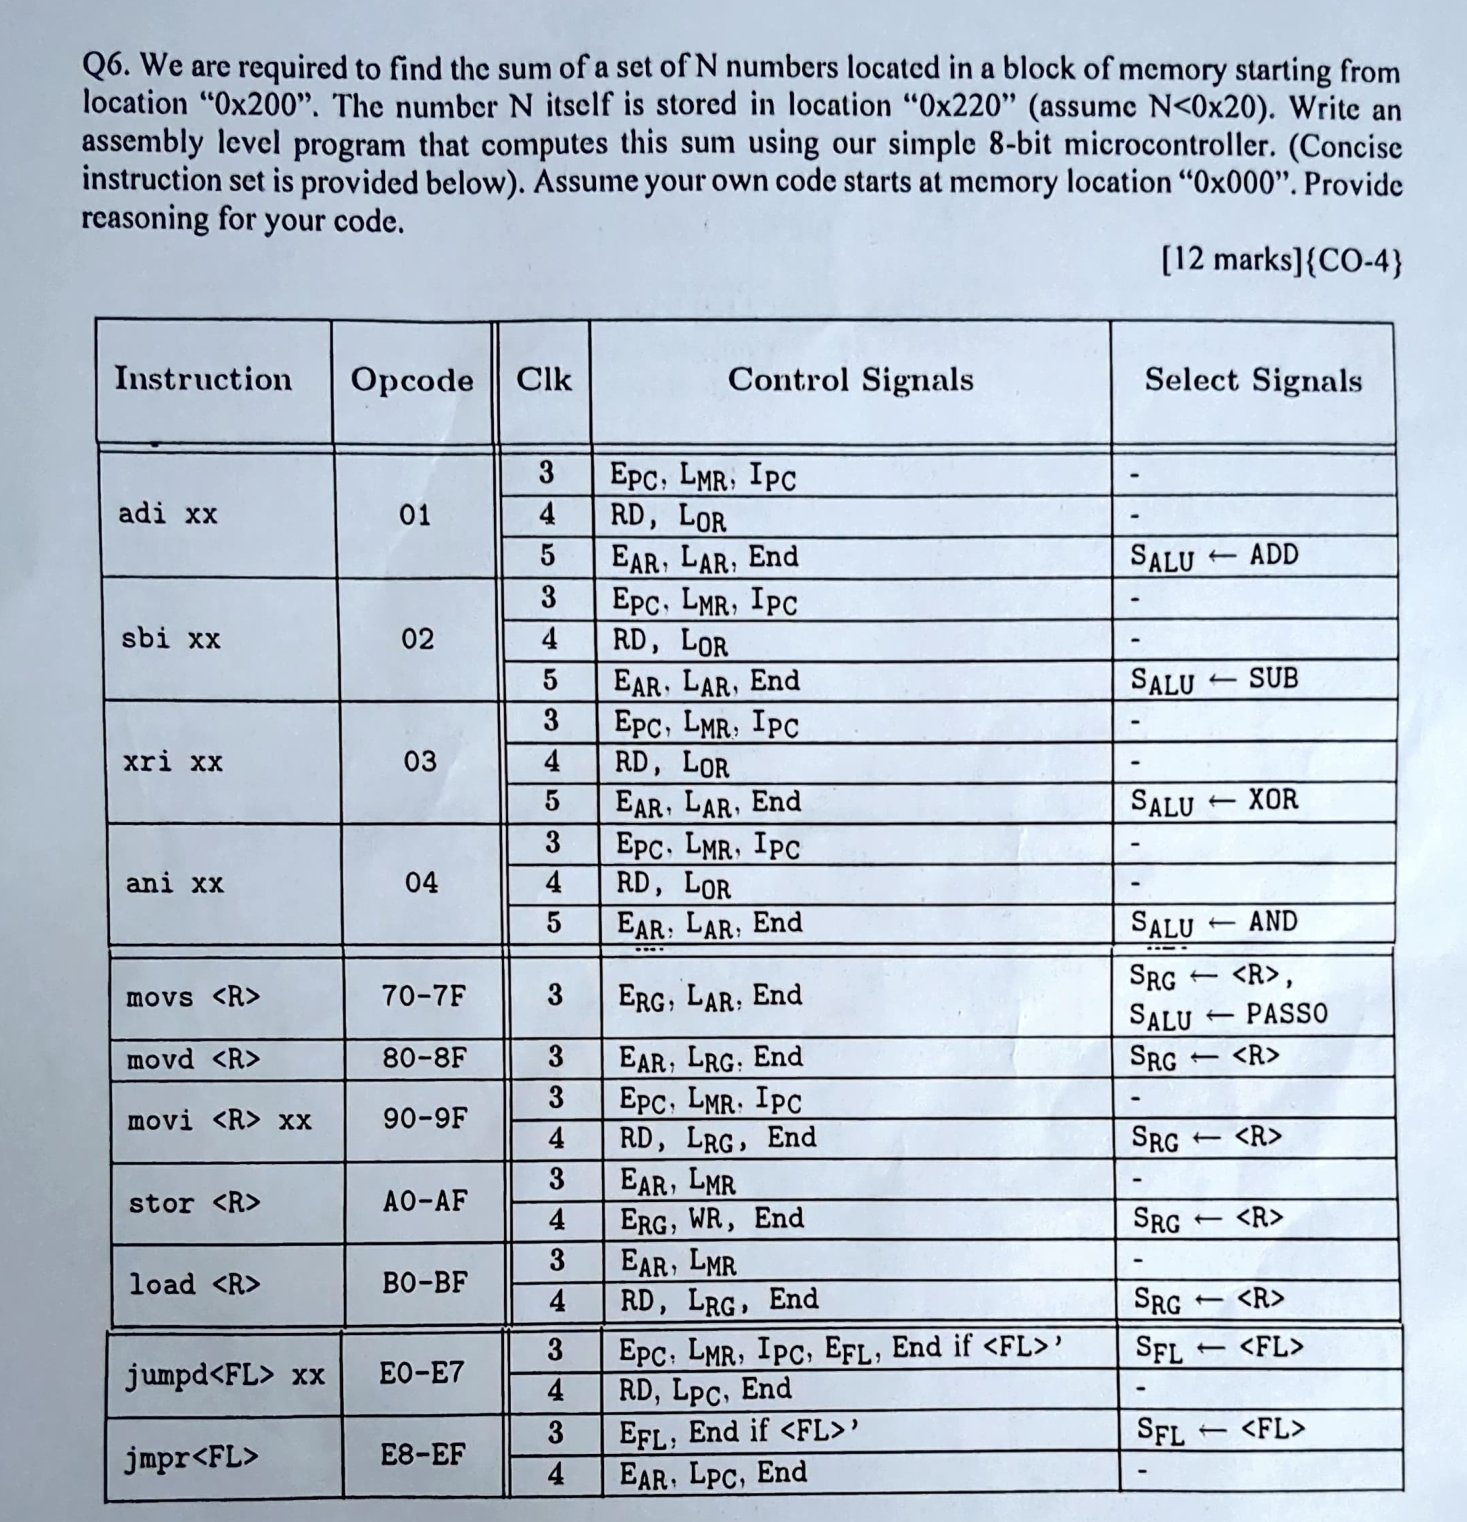 Q6. We are required to find the sum of a set of N numbers located in a block of memory starting from
location “0x200”. The number N itself is stored in location “0x220” (assume N<0x20). Write an
assembly level program that computes this sum using our simple 8-bit microcontroller. (Concise
instruction set is provided below). Assume your own code starts at memory location “0x000”. Provide
reasoning for your code.
[12 marks]{CO-4}
Instruction Opcode Clk Control Signals Select Signals
3 EPC, LMR, IPC -
adi xx 01 4 RD, LOR -
5 EAR, LAR, End SALU ← ADD
3 EPC, LMR, IPC -
sbi xx 02 4 RD, LOR -
5 EAR, LAR, End SALU ← SUB
3 EPC, LMR, IPC -
xri xx 03 4 RD, LOR -
5 EAR, LAR, End SALU ← XOR
3 EPC, LMR, IPC -
ani xx 04 4 RD, LOR -
5 EAR, LAR, End SALU ← AND
movs <R> 70-7F 3 ERG, LAR, End SRG ← <R>,
SALU ← PASS0
movd <R> 80-8F 3 EAR, LRG, End SRG ← <R>
movi <R> xx 90-9F 3 EPC, LMR, IPC -
4 RD, LRG, End SRG ← <R>
stor <R> A0-AF 3 EAR, LMR -
4 ERG, WR, End SRG ← <R>
load <R> B0-BF 3 EAR, LMR -
4 RD, LRG, End SRG ← <R>
jumpd<FL> xx E0-E7 3 EPC, LMR, IPC, EFL, End if <FL>’ SFL ← <FL>
4 RD, LPC, End -
jmpr<FL> E8-EF 3 EFL, End if <FL>’ SFL ← <FL>
4 EAR, LPC, End -